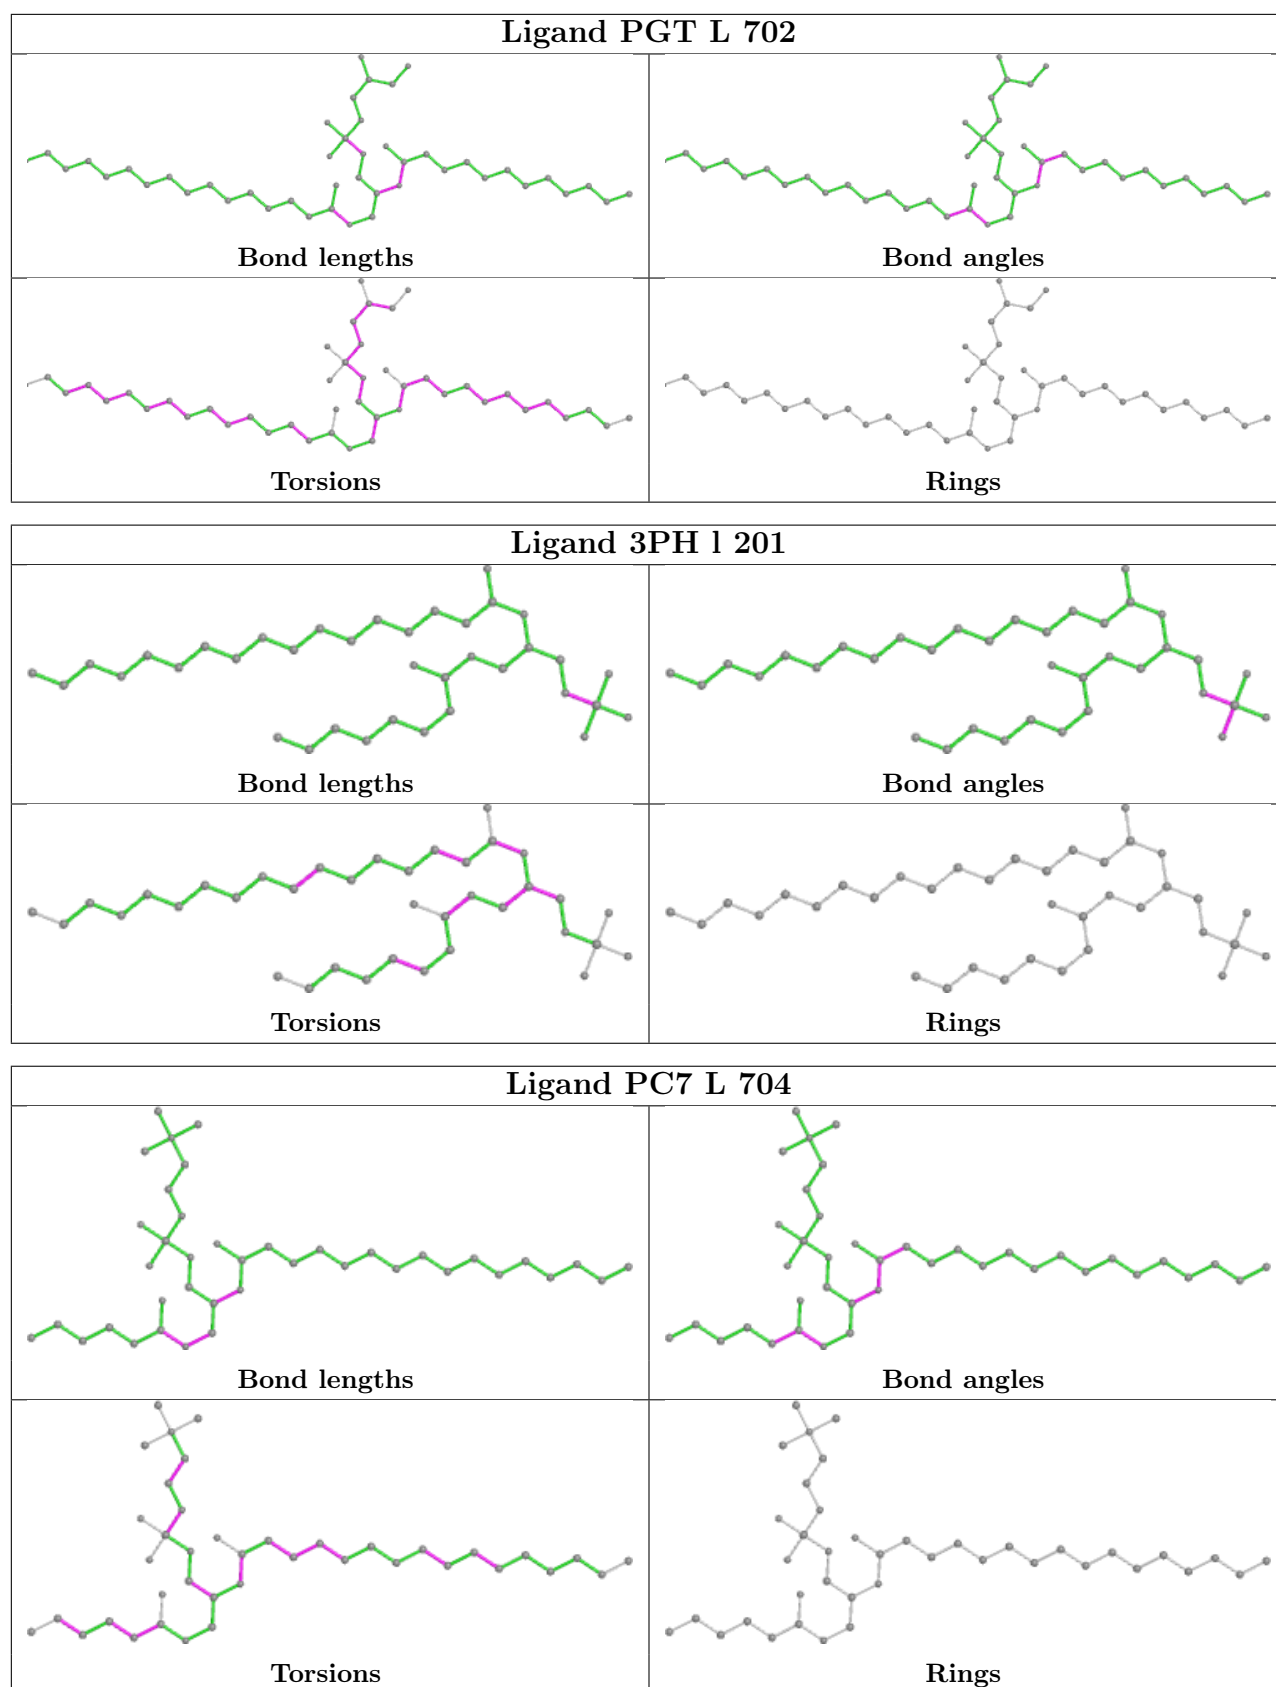 Ligand PGT L 702
Bond lengths
Bond angles
Torsions
Rings
Ligand 3PH l 201
Bond lengths
Bond angles
Torsions
Rings
Ligand PC7 L 704
Bond lengths
Bond angles
Torsions
Rings